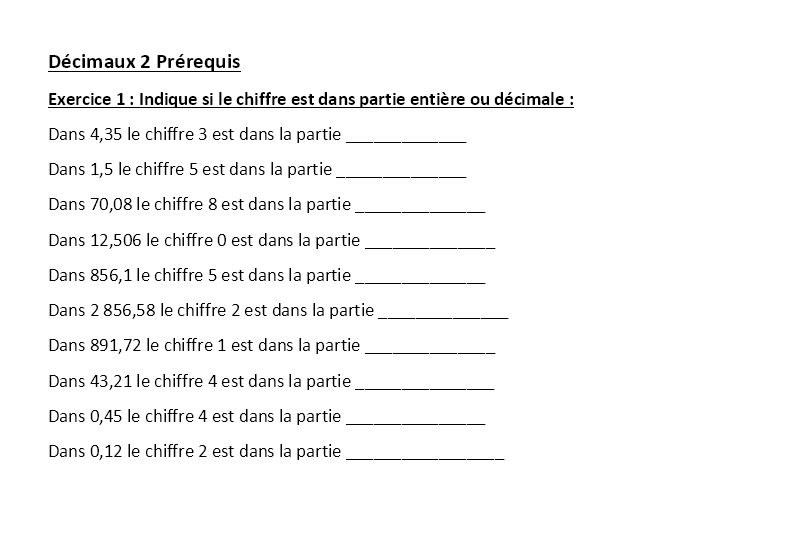 Décimaux 2 Prérequis
Exercice 1 : Indique si le chiffre est dans partie entière ou décimale :
Dans 4,35 le chiffre 3 est dans la partie _____________
Dans 1,5 le chiffre 5 est dans la partie ______________
Dans 70,08 le chiffre 8 est dans la partie ______________
Dans 12,506 le chiffre 0 est dans la partie ______________
Dans 856,1 le chiffre 5 est dans la partie ______________
Dans 2 856,58 le chiffre 2 est dans la partie ______________
Dans 891,72 le chiffre 1 est dans la partie ______________
Dans 43,21 le chiffre 4 est dans la partie _______________
Dans 0,45 le chiffre 4 est dans la partie _______________
Dans 0,12 le chiffre 2 est dans la partie _________________